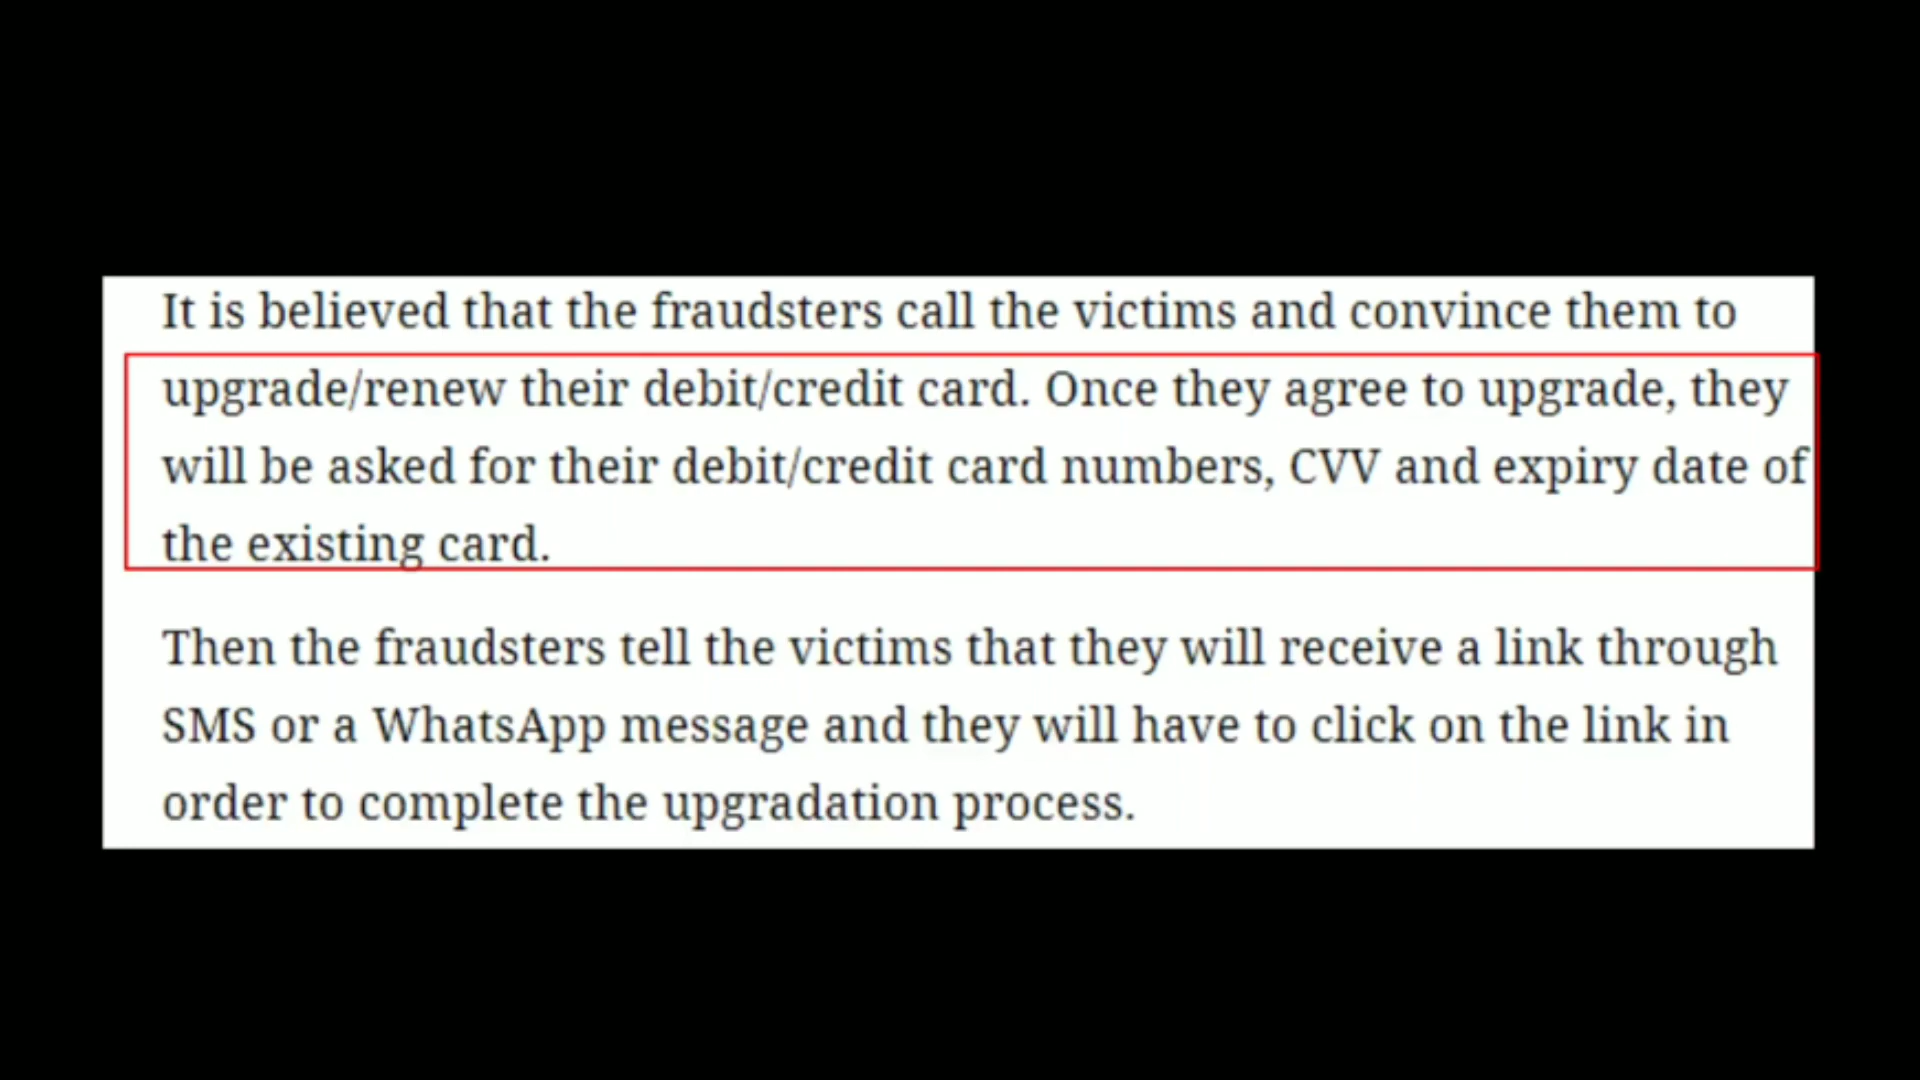 It is believed that the fraudsters call the victims and convince them to
upgrade/renew their debit/credit card. Once they agree to upgrade, they
will be asked for their debit/credit card numbers, CVV and expiry date of
the existing card.
Then the fraudsters tell the victims that they will receive a link through
SMS or a WhatsApp message and they will have to click on the link in
order to complete the upgradation process.